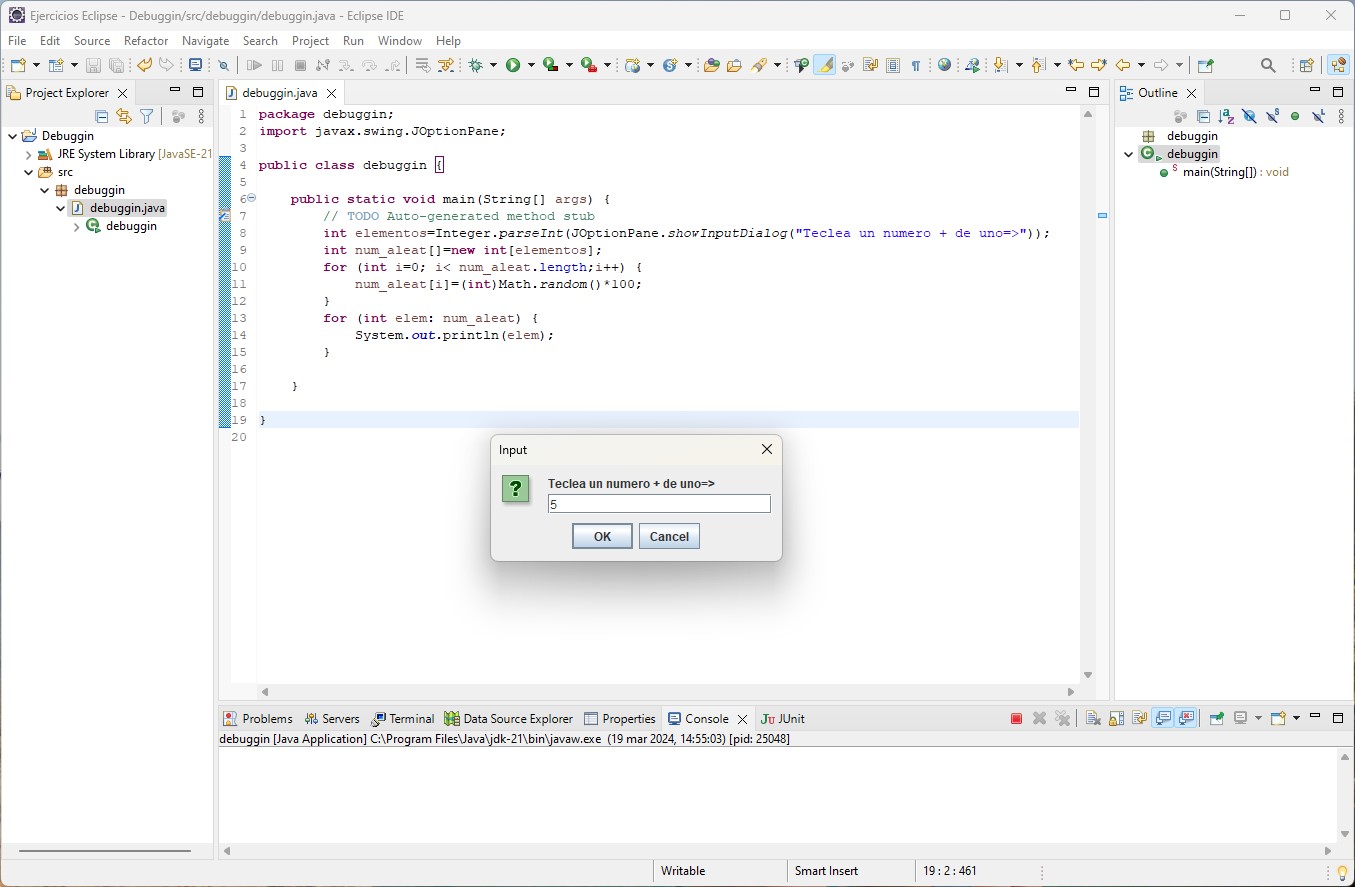 Ejercicios Eclipse - Debuggin/src/debuggin/debuggin.java - Eclipse IDE
File Edit Source Refactor Navigate Search Project Run Window Help
Project Explorer
Debuggin
JRE System Library [JavaSE-21
src
debuggin
debuggin.java
debuggin
debuggin.java
1 package debuggin;
2 import javax.swing.JOptionPane;
3
4 public class debuggin {
5
6 public static void main(String[] args) {
7 // TODO Auto-generated method stub
8 int elementos=Integer.parseInt(JOptionPane.showInputDialog("Teclea un numero + de uno=>"));
9 int num_aleat[]=new int[elementos];
10 for (int i=0; i< num_aleat.length;i++) {
11 num_aleat[i]=(int)Math.random()*100;
12 }
13 for (int elem: num_aleat) {
14 System.out.println(elem);
15 }
16
17 }
18
19 }
20
Input
Teclea un numero + de uno=>
5
OK Cancel
Outline
debuggin
debuggin
main(String[]) : void
Problems Servers Terminal Data Source Explorer Properties Console JUnit
debuggin [Java Application] C:\Program Files\Java\jdk-21\bin\javaw.exe (19 mar 2024, 14:55:03) [pid: 25048]
Writable Smart Insert 19 : 2 : 461